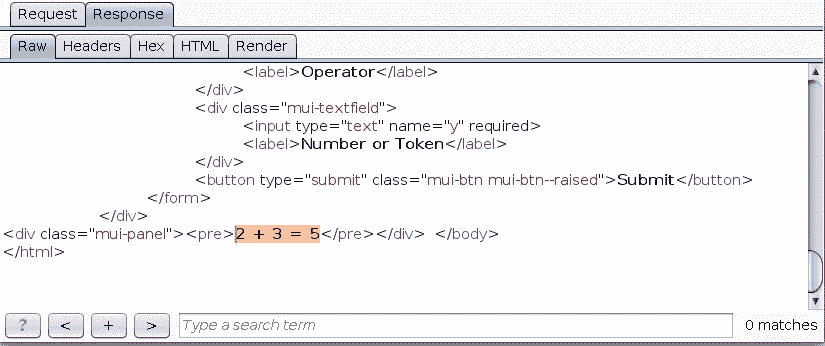 Request Response
Raw Headers Hex HTML Render
<label>Operator</label>
</div>
<div class="mui-textfield">
<input type="text" name="y" required>
<label>Number or Token</label>
</div>
<button type="submit" class="mui-btn mui-btn--raised">Submit</button>
</form>
</div>
<div class="mui-panel"><pre>2 + 3 = 5</pre></div> </body>
</html>
? < + > Type a search term 0 matches